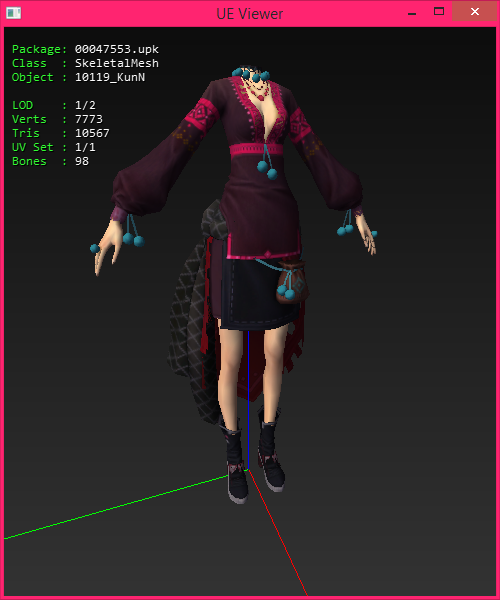 UE Viewer
Package: 00047553.upk
Class  : SkeletalMesh
Object : 10119_KunN
LOD    : 1/2
Verts  : 7773
Tris   : 10567
UV Set : 1/1
Bones  : 98